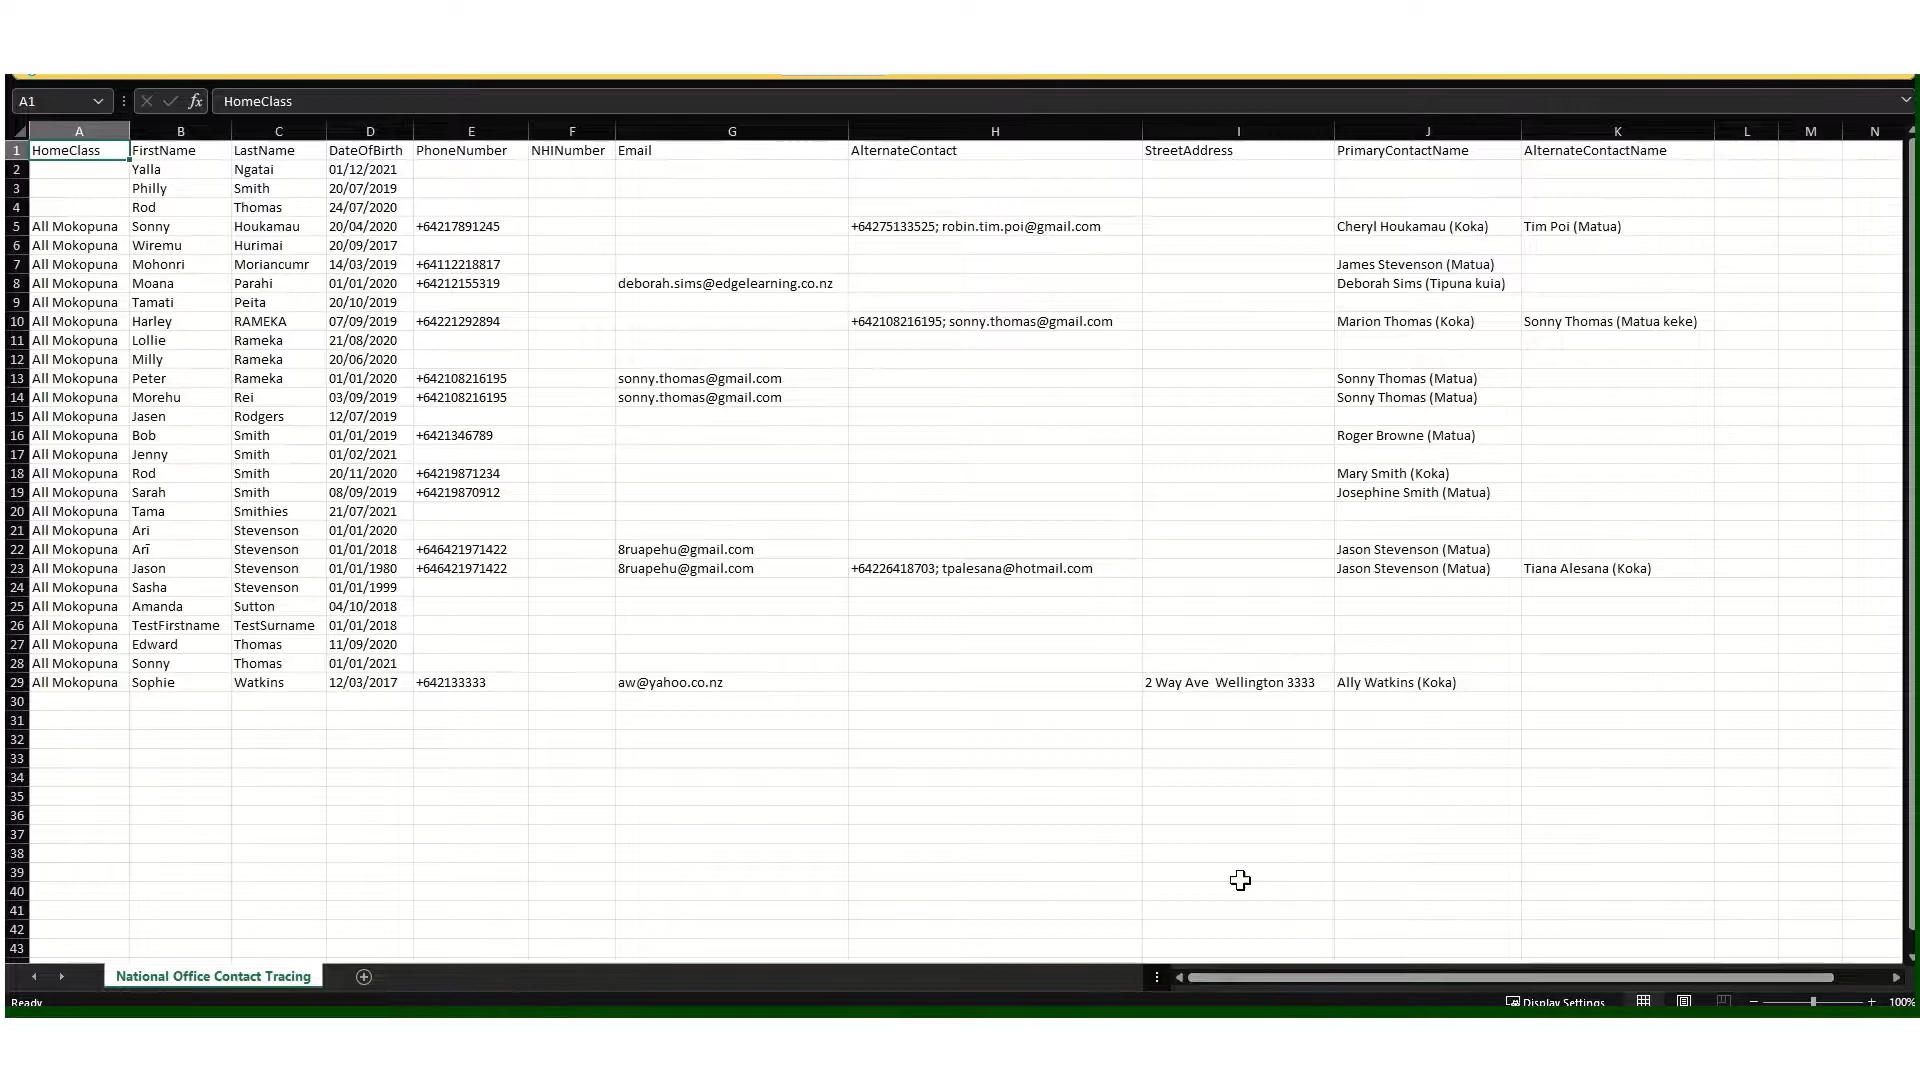 A1 fx HomeClass
A B C D E F G H I J K L M N
1 HomeClass FirstName LastName DateOfBirth PhoneNumber NHINumber Email AlternateContact StreetAddress PrimaryContactName AlternateContactName
2 Yalla Ngatai 01/12/2021
3 Philly Smith 20/07/2019
4 Rod Thomas 24/07/2020
5 All Mokopuna Sonny Houkamau 20/04/2020 +64217891245 +64275133525; robin.tim.poi@gmail.com Cheryl Houkamau (Koka) Tim Poi (Matua)
6 All Mokopuna Wiremu Hurimai 20/09/2017
7 All Mokopuna Mohonri Moriancumr 14/03/2019 +64112218817 James Stevenson (Matua)
8 All Mokopuna Moana Parahi 01/01/2020 +64212155319 deborah.sims@edgelearning.co.nz Deborah Sims (Tipuna kuia)
9 All Mokopuna Tamati Peita 20/10/2019
10 All Mokopuna Harley RAMEKA 07/09/2019 +64221292894 +642108216195; sonny.thomas@gmail.com Marion Thomas (Koka) Sonny Thomas (Matua keke)
11 All Mokopuna Lollie Rameka 21/08/2020
12 All Mokopuna Milly Rameka 20/06/2020
13 All Mokopuna Peter Rameka 01/01/2020 +642108216195 sonny.thomas@gmail.com Sonny Thomas (Matua)
14 All Mokopuna Morehu Rei 03/09/2019 +642108216195 sonny.thomas@gmail.com Sonny Thomas (Matua)
15 All Mokopuna Jasen Rodgers 12/07/2019
16 All Mokopuna Bob Smith 01/01/2019 +6421346789 Roger Browne (Matua)
17 All Mokopuna Jenny Smith 01/02/2021
18 All Mokopuna Rod Smith 20/11/2020 +64219871234 Mary Smith (Koka)
19 All Mokopuna Sarah Smith 08/09/2019 +64219870912 Josephine Smith (Matua)
20 All Mokopuna Tama Smithies 21/07/2021
21 All Mokopuna Ari Stevenson 01/01/2020
22 All Mokopuna Arī Stevenson 01/01/2018 +646421971422 8ruapehu@gmail.com Jason Stevenson (Matua)
23 All Mokopuna Jason Stevenson 01/01/1980 +646421971422 8ruapehu@gmail.com +64226418703; tpalesana@hotmail.com Jason Stevenson (Matua) Tiana Alesana (Koka)
24 All Mokopuna Sasha Stevenson 01/01/1999
25 All Mokopuna Amanda Sutton 04/10/2018
26 All Mokopuna TestFirstname TestSurname 01/01/2018
27 All Mokopuna Edward Thomas 11/09/2020
28 All Mokopuna Sonny Thomas 01/01/2021
29 All Mokopuna Sophie Watkins 12/03/2017 +642133333 aw@yahoo.co.nz 2 Way Ave  Wellington 3333 Ally Watkins (Koka)
30
31
32
33
34
35
36
37
38
39
40
41
42
43
National Office Contact Tracing
Ready Display Settings 100%